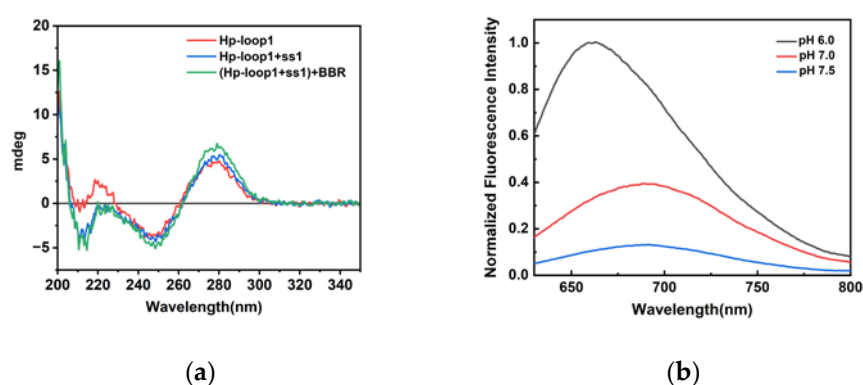 Hp-loop1
Hp-loop1+ss1
(Hp-loop1+ss1)+BBR
mdeg
20
15
10
5
0
−5
200 220 240 260 280 300 320 340
Wavelength(nm)
(a)
pH 6.0
pH 7.0
pH 7.5
Normalized Fluorescence Intensity
1.0
0.8
0.6
0.4
0.2
0.0
650 700 750 800
Wavelength(nm)
(b)